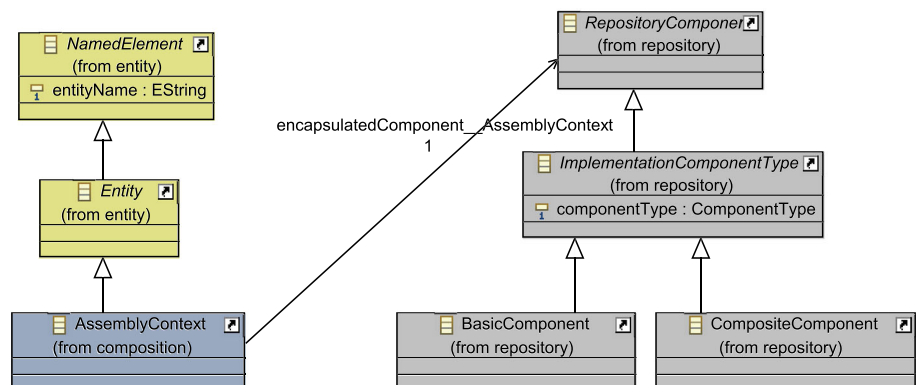 RepositoryComponer
(from repository)
NamedElement
(from entity)
entityName : EString
encapsulatedComponent__AssemblyContext
1
ImplementationComponentType
(from repository)
componentType : ComponentType
Entity
(from entity)
AssemblyContext
(from composition)
BasicComponent
(from repository)
CompositeComponent
(from repository)